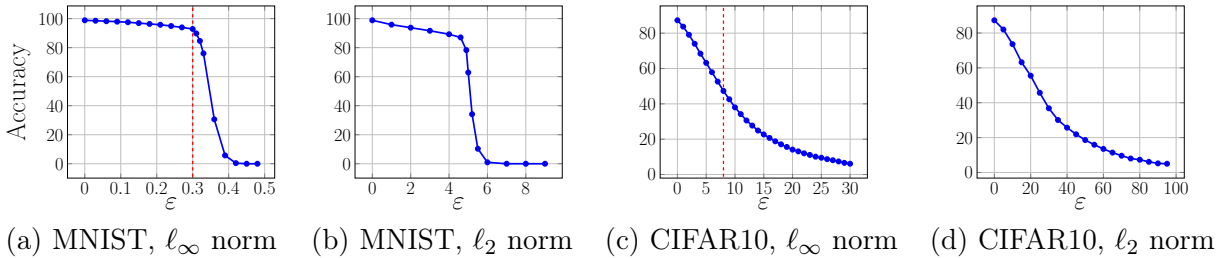 Accuracy
100
80
60
40
20
0
0 0.1 0.2 0.3 0.4 0.5
ε
(a) MNIST, ℓ∞ norm
100
80
60
40
20
0
0 2 4 6 8
ε
(b) MNIST, ℓ2 norm
80
60
40
20
0
0 5 10 15 20 25 30
ε
(c) CIFAR10, ℓ∞ norm
80
60
40
20
0
0 20 40 60 80 100
ε
(d) CIFAR10, ℓ2 norm